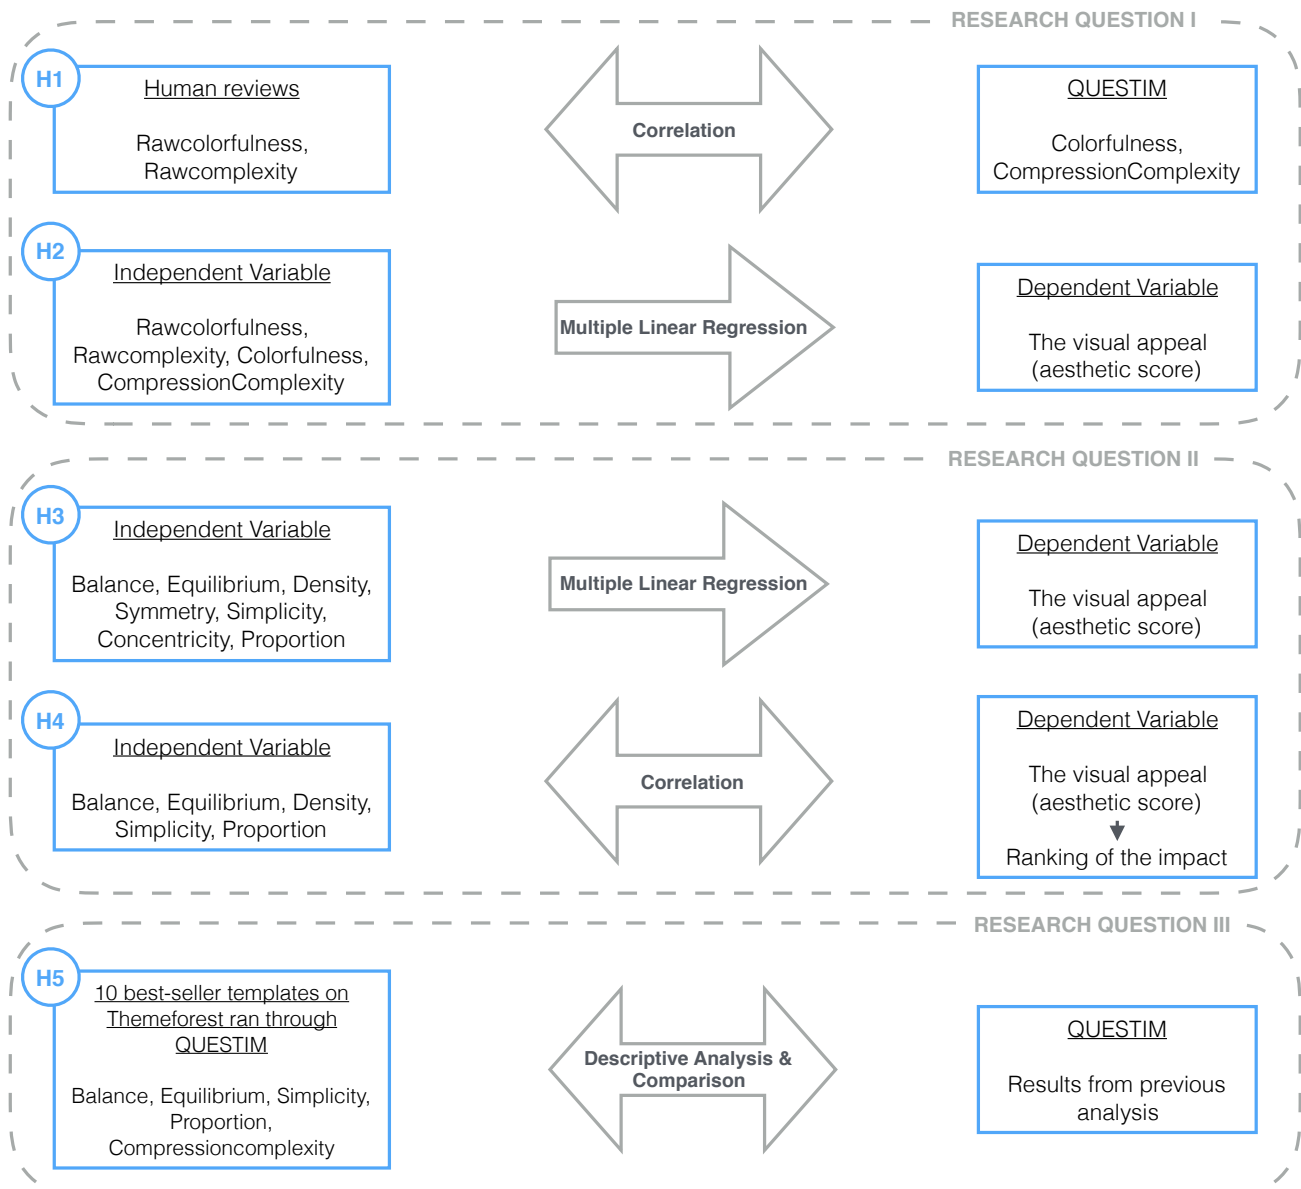 RESEARCH QUESTION I
H1
Human reviews
Rawcolorfulness,
Rawcomplexity
Correlation
QUESTIM
Colorfulness,
CompressionComplexity
H2
Independent Variable
Rawcolorfulness,
Rawcomplexity, Colorfulness,
CompressionComplexity
Multiple Linear Regression
Dependent Variable
The visual appeal
(aesthetic score)
RESEARCH QUESTION II
H3
Independent Variable
Balance, Equilibrium, Density,
Symmetry, Simplicity,
Concentricity, Proportion
Multiple Linear Regression
Dependent Variable
The visual appeal
(aesthetic score)
H4
Independent Variable
Balance, Equilibrium, Density,
Simplicity, Proportion
Correlation
Dependent Variable
The visual appeal
(aesthetic score)
Ranking of the impact
RESEARCH QUESTION III
H5
10 best-seller templates on
Themeforest ran through
QUESTIM
Balance, Equilibrium, Simplicity,
Proportion,
Compressioncomplexity
Descriptive Analysis &
Comparison
QUESTIM
Results from previous
analysis